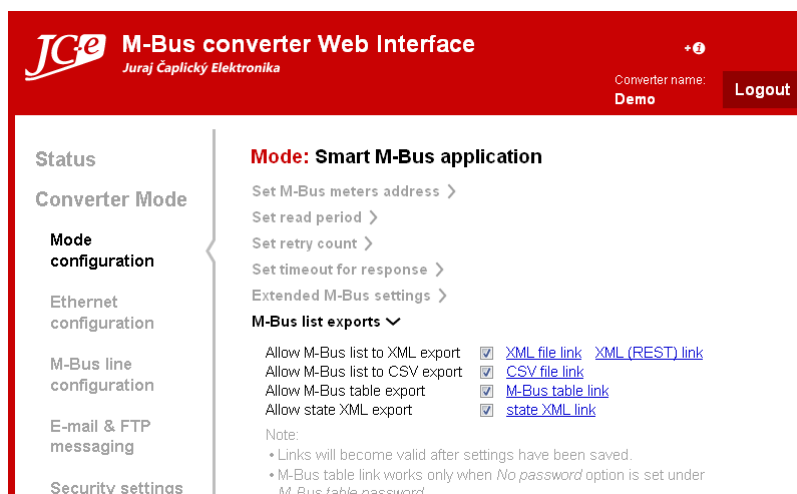 JC-e
M-Bus converter Web Interface
Juraj Čaplický Elektronika
+i
Converter name:
Demo
Logout
Status
Converter Mode
Mode
configuration
Ethernet
configuration
M-Bus line
configuration
E-mail & FTP
messaging
Security settings
Mode: Smart M-Bus application
Set M-Bus meters address >
Set read period >
Set retry count >
Set timeout for response >
Extended M-Bus settings >
M-Bus list exports
Allow M-Bus list to XML export XML file link XML (REST) link
Allow M-Bus list to CSV export CSV file link
Allow M-Bus table export M-Bus table link
Allow state XML export state XML link
Note:
• Links will become valid after settings have been saved.
• M-Bus table link works only when No password option is set under
M-Bus table password